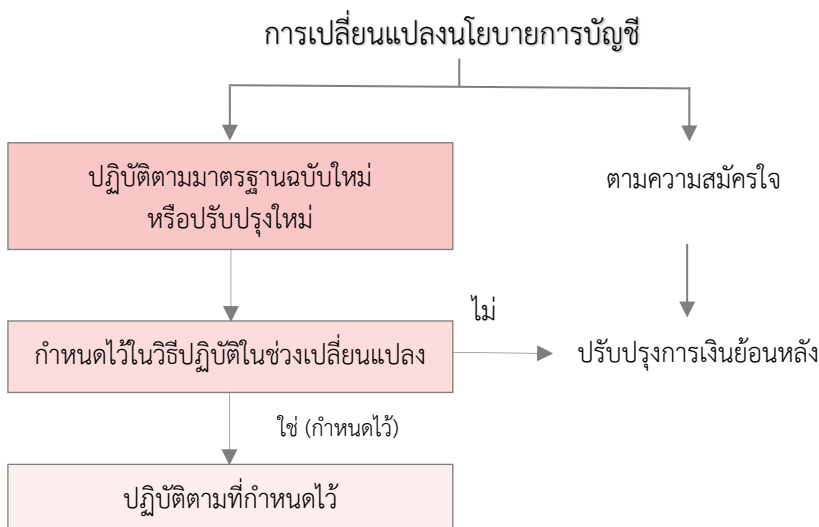 การเปลี่ยนแปลงนโยบายการบัญชี
ปฏิบัติตามมาตรฐานฉบับใหม่
หรือปรับปรุงใหม่
ตามความสมัครใจ
ไม่
กำหนดไว้ในวิธีปฏิบัติในช่วงเปลี่ยนแปลง
ปรับปรุงการเงินย้อนหลัง
ใช่ (กำหนดไว้)
ปฏิบัติตามที่กำหนดไว้